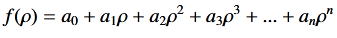 f(ρ) = a₀ + a₁ρ + a₂ρ² + a₃ρ³ + ... + aₙρⁿ